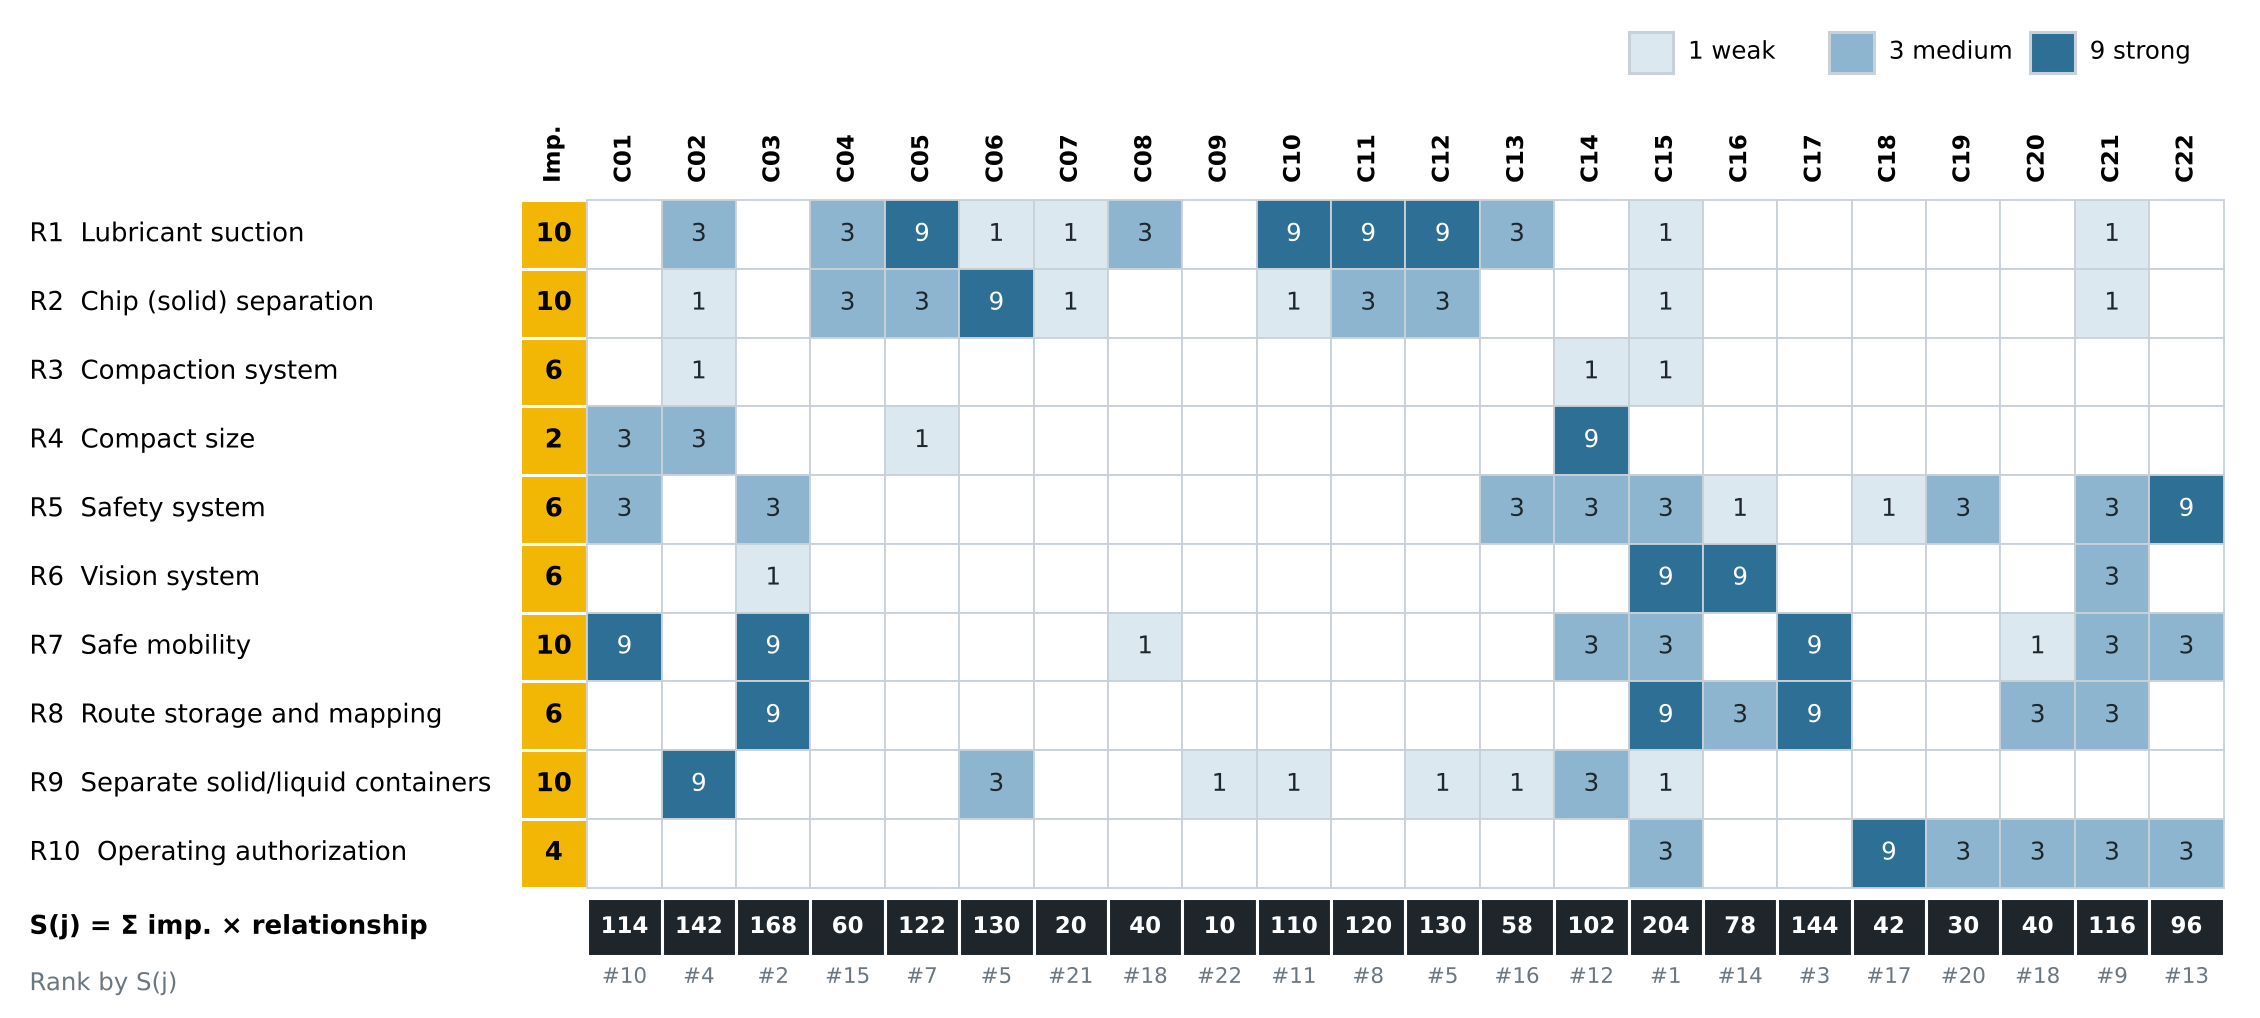 1 weak 3 medium 9 strong
Imp. C01 C02 C03 C04 C05 C06 C07 C08 C09 C10 C11 C12 C13 C14 C15 C16 C17 C18 C19 C20 C21 C22
R1 Lubricant suction 10 3 3 9 1 1 3 9 9 9 3 1 1
R2 Chip (solid) separation 10 1 3 3 9 1 1 3 3 1 1
R3 Compaction system 6 1 1 1
R4 Compact size 2 3 3 1 9
R5 Safety system 6 3 3 3 3 3 1 1 3 3 9
R6 Vision system 6 1 9 9 3
R7 Safe mobility 10 9 9 1 3 3 9 1 3 3
R8 Route storage and mapping 6 9 9 3 9 3 3
R9 Separate solid/liquid containers 10 9 3 1 1 1 1 3 1
R10 Operating authorization 4 3 9 3 3 3 3
S(j) = Σ imp. × relationship 114 142 168 60 122 130 20 40 10 110 120 130 58 102 204 78 144 42 30 40 116 96
Rank by S(j) #10 #4 #2 #15 #7 #5 #21 #18 #22 #11 #8 #5 #16 #12 #1 #14 #3 #17 #20 #18 #9 #13